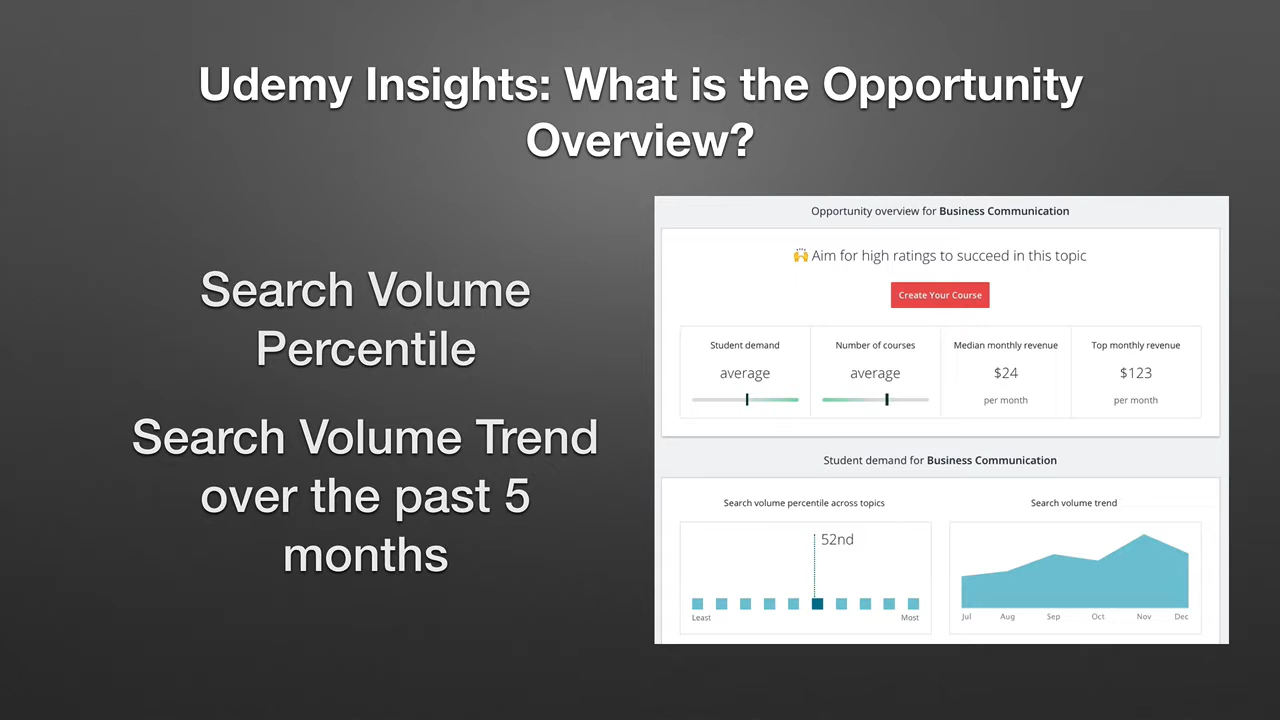 Udemy Insights: What is the Opportunity
Overview?
Search Volume
Percentile
Search Volume Trend
over the past 5
months
Opportunity overview for Business Communication
🙌 Aim for high ratings to succeed in this topic
Create Your Course
Student demand
average
Number of courses
average
Median monthly revenue
$24
per month
Top monthly revenue
$123
per month
Student demand for Business Communication
Search volume percentile across topics
52nd
Least
Most
Search volume trend
Jul Aug Sep Oct Nov Dec